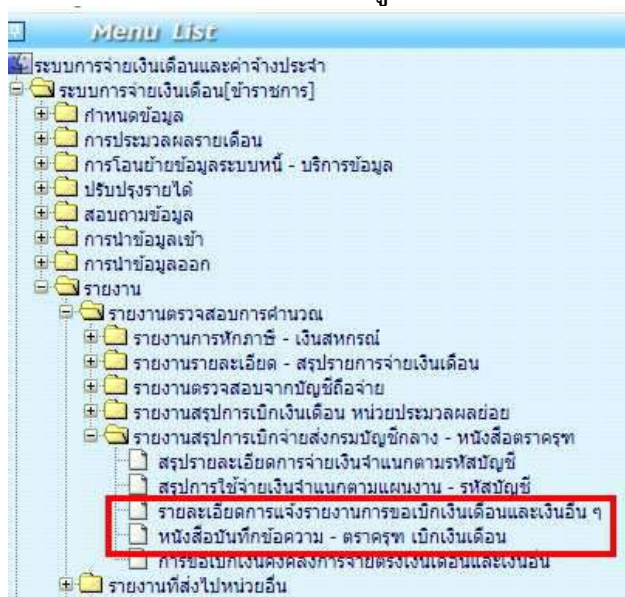 Menu List
ระบบการจ่ายเงินเดือนและค่าจ้างประจำ
ระบบการจ่ายเงินเดือน[ข้าราชการ]
กำหนดข้อมูล
การประมวลผลรายเดือน
การโอนย้ายข้อมูลระบบหนี้ - บริการข้อมูล
ปรับปรุงรายได้
สอบถามข้อมูล
การนำข้อมูลเข้า
การนำข้อมูลออก
รายงาน
รายงานตรวจสอบการคำนวณ
รายงานการหักภาษี - เงินสหกรณ์
รายงานรายละเอียด - สรุปรายการจ่ายเงินเดือน
รายงานตรวจสอบจากบัญชีถือจ่าย
รายงานสรุปการเบิกเงินเดือน หน่วยประมวลผลย่อย
รายงานสรุปการเบิกจ่ายส่งกรมบัญชีกลาง - หนังสือตราครุฑ
สรุปรายละเอียดการจ่ายเงินจำแนกตามรหัสบัญชี
สรุปการใช้จ่ายเงินจำแนกตามแผนงาน - รหัสบัญชี
รายละเอียดการแจ้งรายงานการขอเบิกเงินเดือนและเงินอื่น ๆ
หนังสือบันทึกข้อความ - ตราครุฑ เบิกเงินเดือน
การขอเบิกเงินคงคลังการจ่ายตรงเงินเดือนและเงินอื่น
รายงานที่ส่งไปหน่วยอื่น